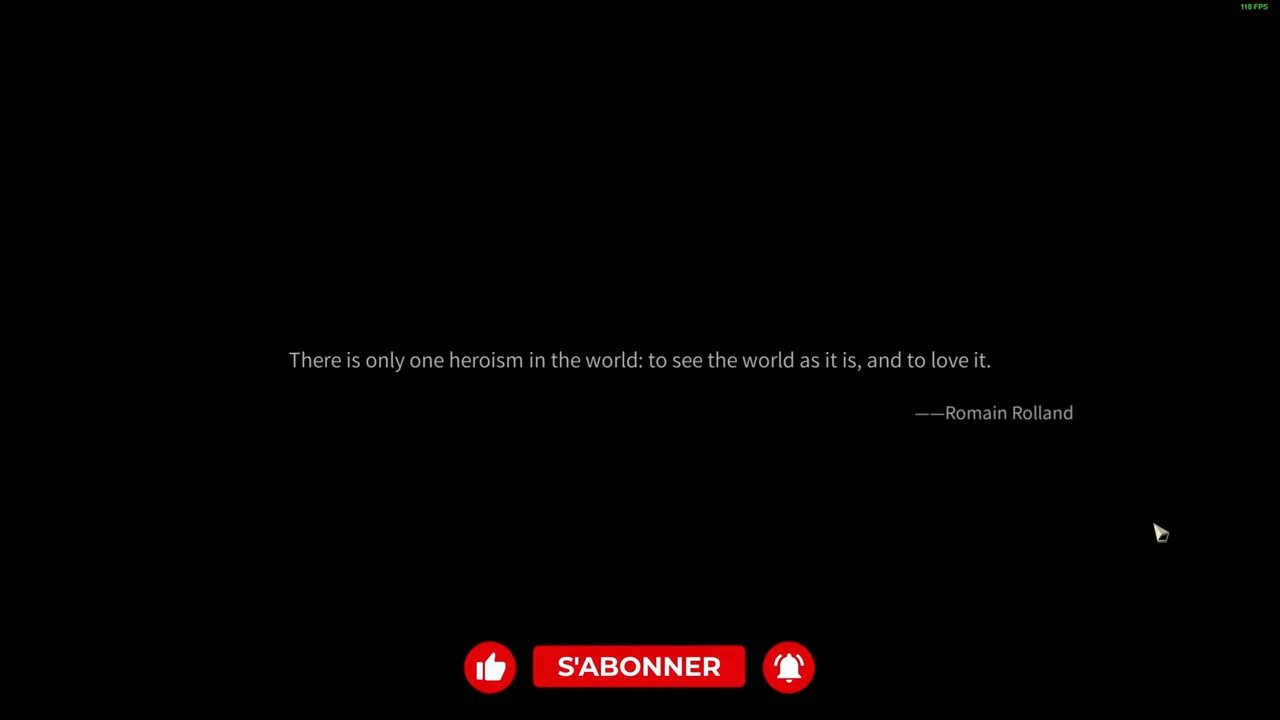 118 FPS
There is only one heroism in the world: to see the world as it is, and to love it.
——Romain Rolland
S'ABONNER